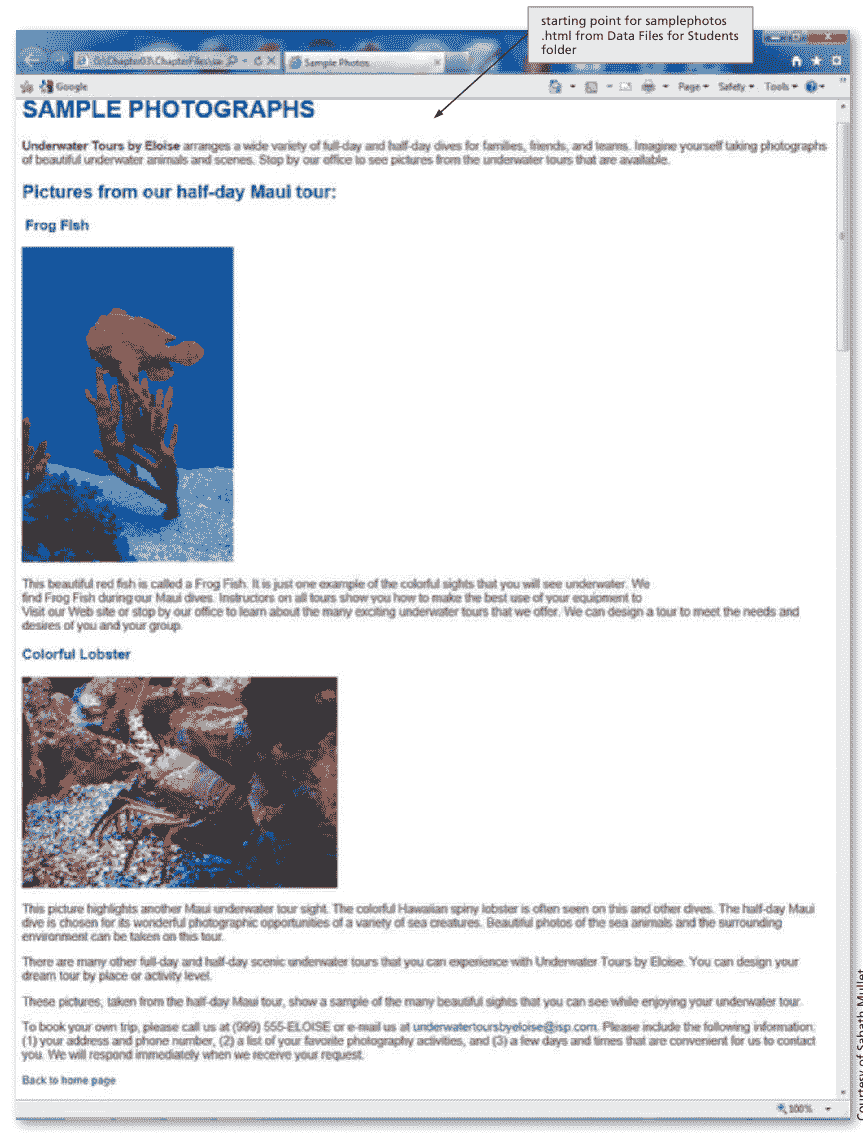 starting point for samplephotos
.html from Data Files for Students
folder
Sample Photos
Google
Page
Safety
Tools
SAMPLE PHOTOGRAPHS
Underwater Tours by Eloise arranges a wide variety of full-day and half-day dives for families, friends, and teams. Imagine yourself taking photographs
of beautiful underwater animals and scenes. Stop by our office to see pictures from the underwater tours that are available.
Pictures from our half-day Maui tour:
Frog Fish
This beautiful red fish is called a Frog Fish. It is just one example of the colorful sights that you will see underwater. We
find Frog Fish during our Maui dives. Instructors on all tours show you how to make the best use of your equipment to
Visit our Web site or stop by our office to learn about the many exciting underwater tours that we offer. We can design a tour to meet the needs and
desires of you and your group.
Colorful Lobster
This picture highlights another Maui underwater tour sight. The colorful Hawaiian spiny lobster is often seen on this and other dives. The half-day Maui
dive is chosen for its wonderful photographic opportunities of a variety of sea creatures. Beautiful photos of the sea animals and the surrounding
environment can be taken on this tour.
There are many other full-day and half-day scenic underwater tours that you can experience with Underwater Tours by Eloise. You can design your
dream tour by place or activity level.
These pictures, taken from the half-day Maui tour, show a sample of the many beautiful sights that you can see while enjoying your underwater tour.
To book your own trip, please call us at (999) 555-ELOISE or e-mail us at underwatertoursbyeloise@isp.com. Please include the following information:
(1) your address and phone number, (2) a list of your favorite photography activities, and (3) a few days and times that are convenient for us to contact
you. We will respond immediately when we receive your request.
Back to home page
100%
Courtesy of Sabath Mullet